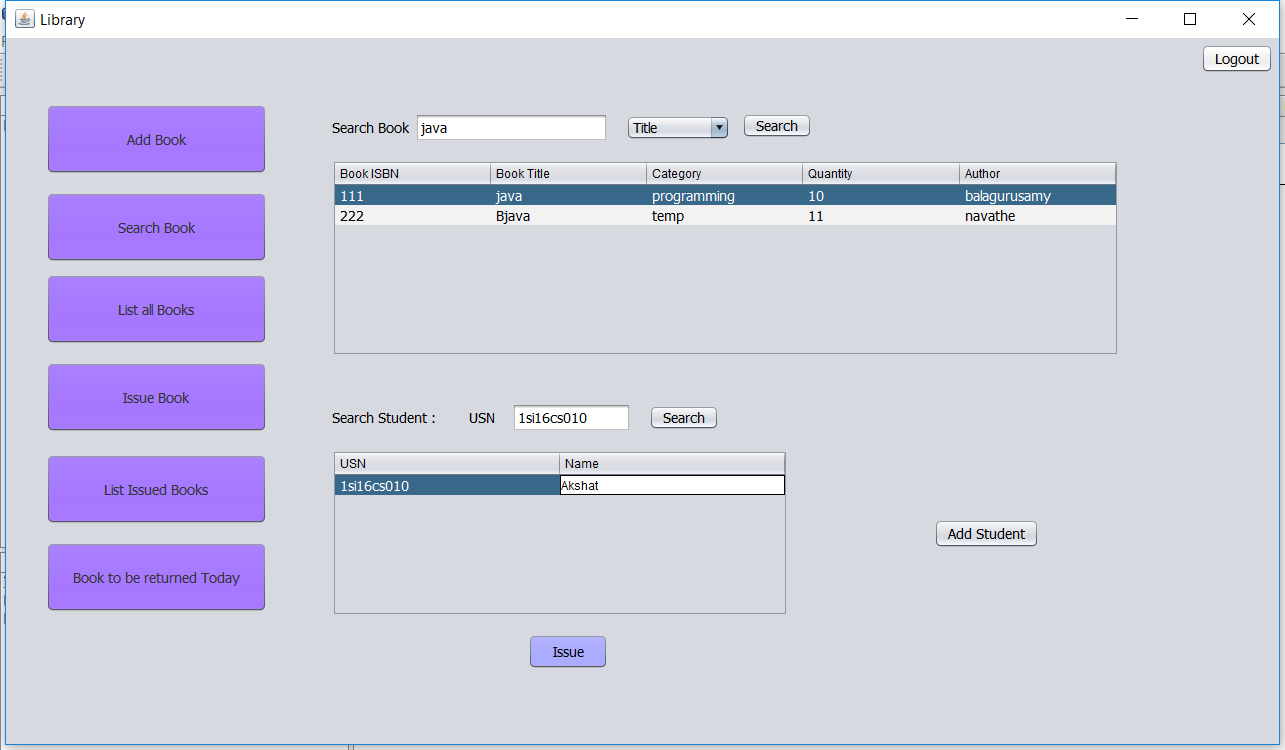 Library
Logout
Add Book
Search Book
List all Books
Issue Book
List Issued Books
Book to be returned Today
Search Book java Title Search
Book ISBN Book Title Category Quantity Author
111 java programming 10 balagurusamy
222 Bjava temp 11 navathe
Search Student : USN 1si16cs010 Search
USN Name
1si16cs010 Akshat
Add Student
Issue